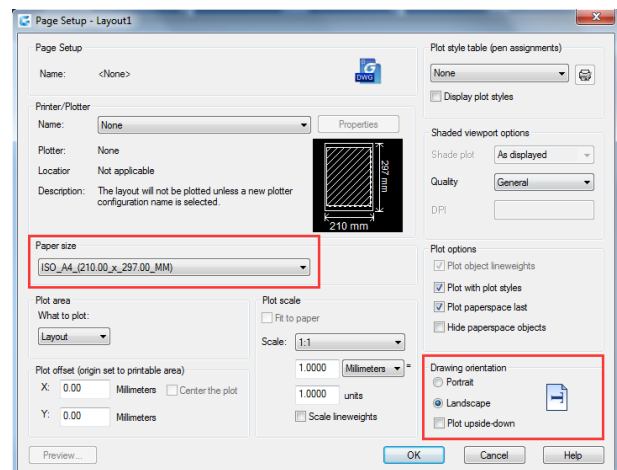 Page Setup - Layout1
Page Setup
Name: <None>
DWG
Printer/Plotter
Name: None
Properties
Plotter: None
Locatior Not applicable
Description: The layout will not be plotted unless a new plotter
configuration name is selected.
297 mm
210 mm
Paper size
ISO_A4_(210.00_x_297.00_MM)
Plot area
What to plot:
Layout
Plot scale
Fit to paper
Scale: 1:1
1.0000 Milimeters =
1.0000 units
Scale lineweights
Plot offset (origin set to printable area)
X: 0.00 Millimeters Center the plot
Y: 0.00 Millimeters
Plot style table (pen assignments)
None
Display plot styles
Shaded viewport options
Shade plot As displayed
Quality General
DPI
Plot options
Plot object lineweights
Plot with plot styles
Plot paperspace last
Hide paperspace objects
Drawing orientation
Portrait
Landscape
Plot upside-down
Preview...
OK
Cancel
Help